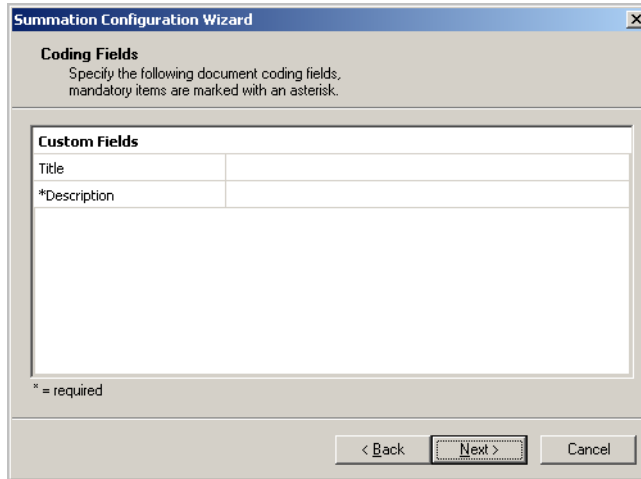 Summation Configuration Wizard
Coding Fields
Specify the following document coding fields,
mandatory items are marked with an asterisk.
Custom Fields
Title
*Description
* = required
< Back
Next >
Cancel